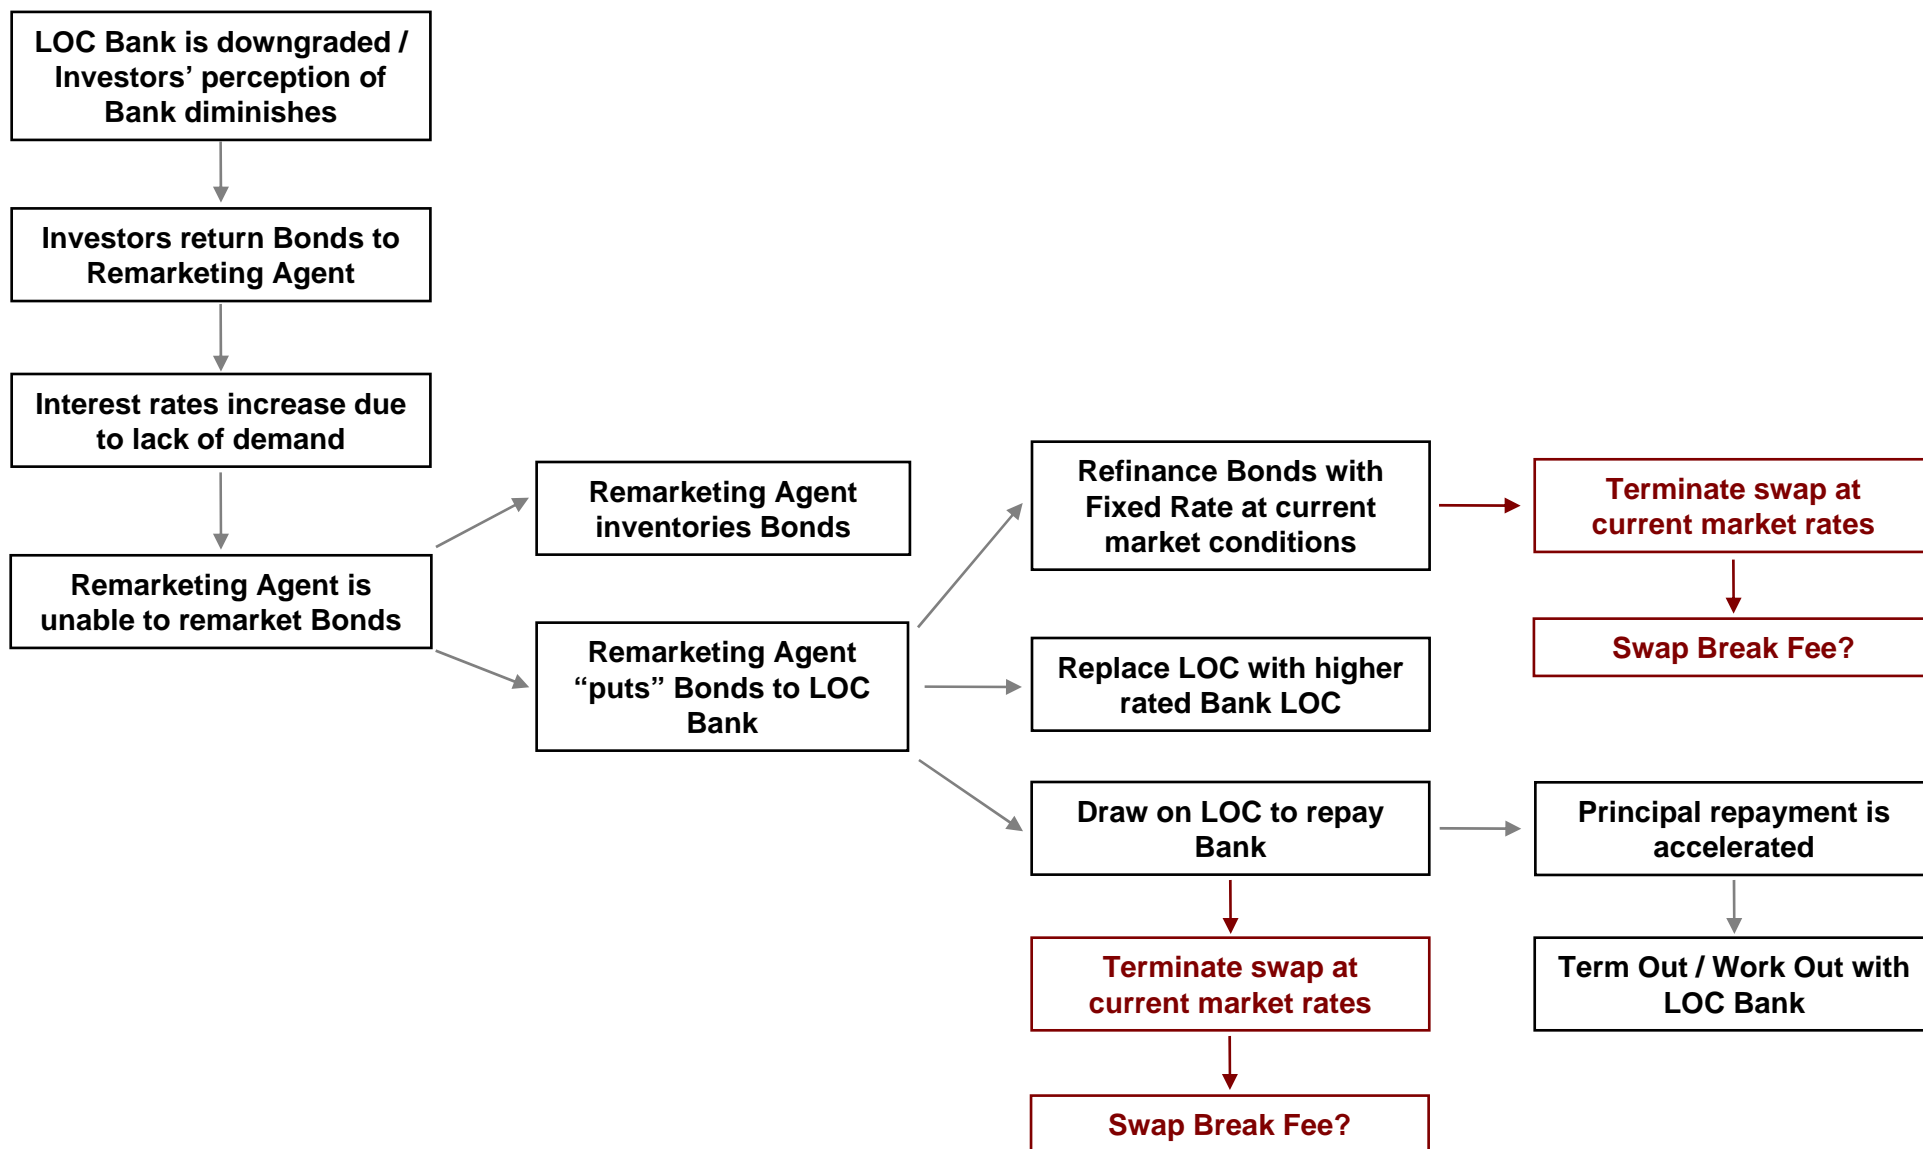 LOC Bank is downgraded /
Investors’ perception of
Bank diminishes
Investors return Bonds to
Remarketing Agent
Interest rates increase due
to lack of demand
Remarketing Agent is
unable to remarket Bonds
Remarketing Agent
inventories Bonds
Remarketing Agent
“puts” Bonds to LOC
Bank
Refinance Bonds with
Fixed Rate at current
market conditions
Terminate swap at
current market rates
Swap Break Fee?
Replace LOC with higher
rated Bank LOC
Draw on LOC to repay
Bank
Principal repayment is
accelerated
Term Out / Work Out with
LOC Bank
Terminate swap at
current market rates
Swap Break Fee?